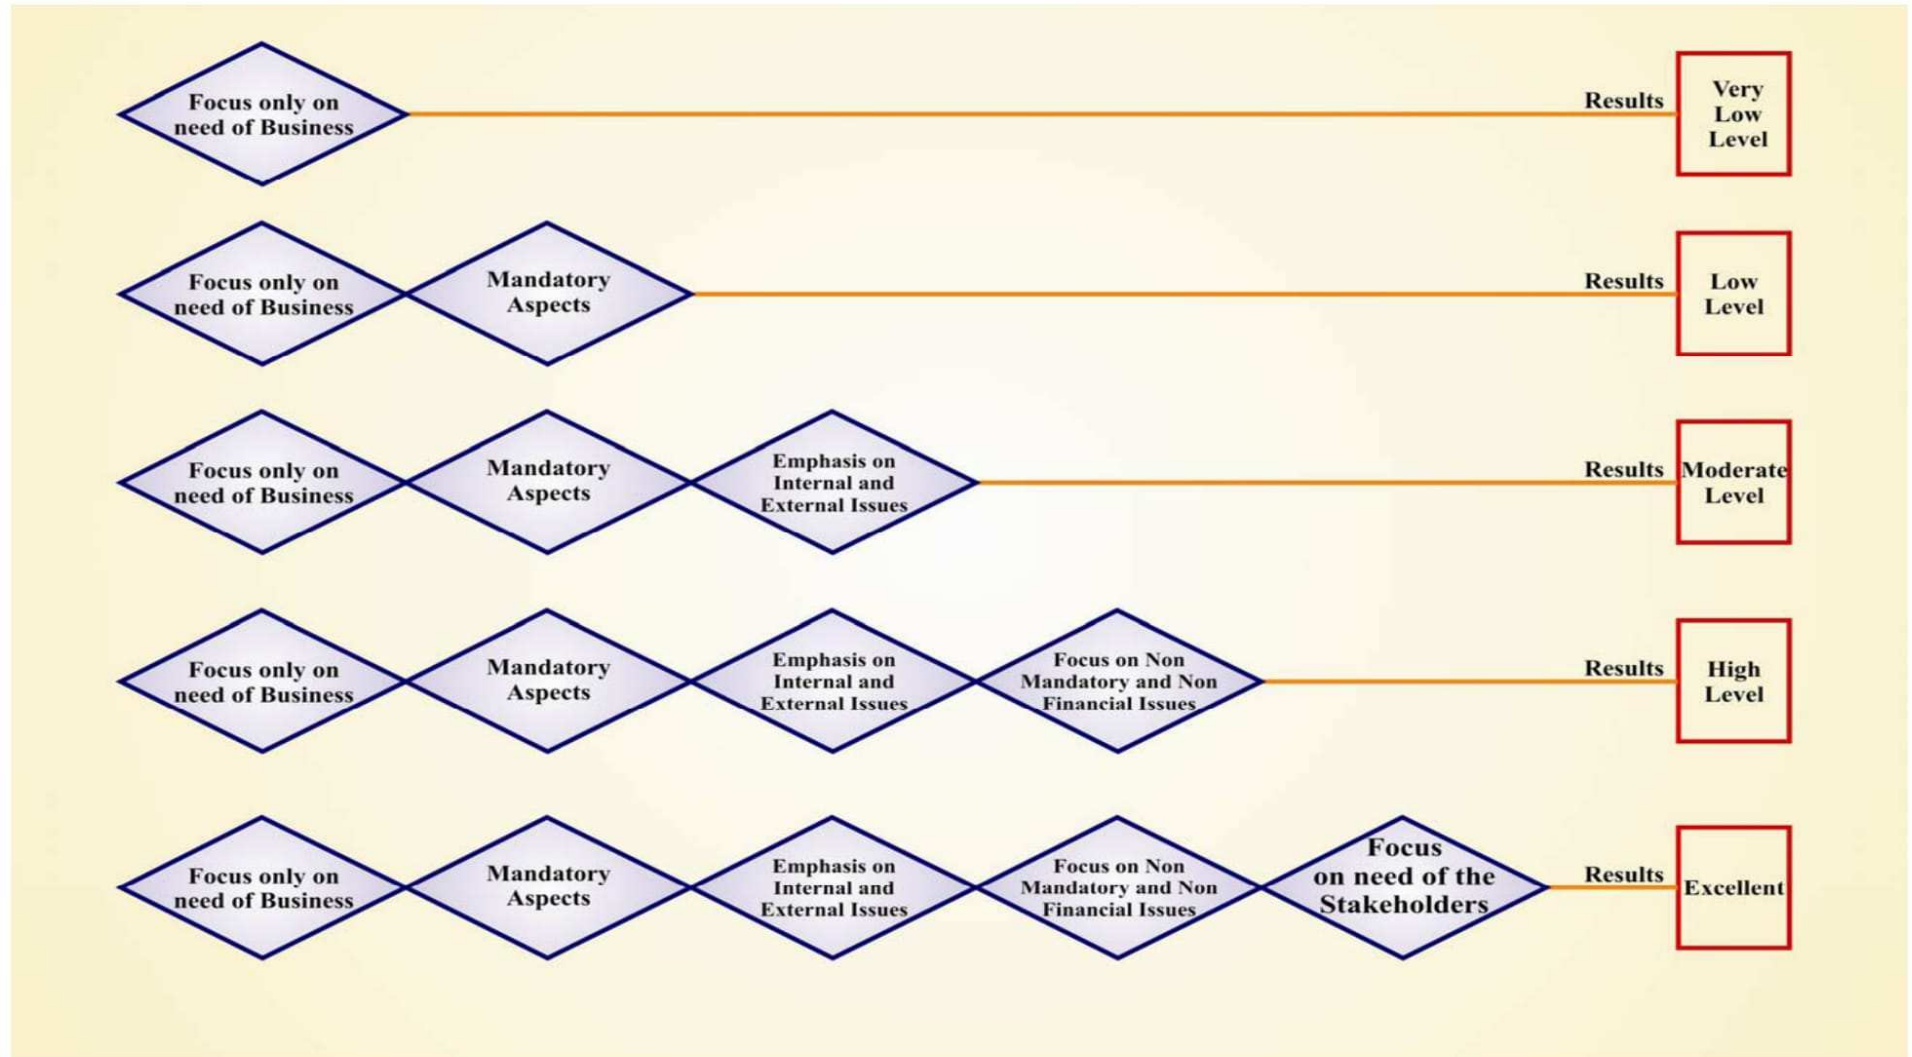 Focus only on
need of Business
Results
Very
Low
Level
Focus only on
need of Business
Mandatory
Aspects
Results
Low
Level
Focus only on
need of Business
Mandatory
Aspects
Emphasis on
Internal and
External Issues
Results
Moderate
Level
Focus only on
need of Business
Mandatory
Aspects
Emphasis on
Internal and
External Issues
Focus on Non
Mandatory and Non
Financial Issues
Results
High
Level
Focus only on
need of Business
Mandatory
Aspects
Emphasis on
Internal and
External Issues
Focus on Non
Mandatory and Non
Financial Issues
Focus
on need of the
Stakeholders
Results
Excellent